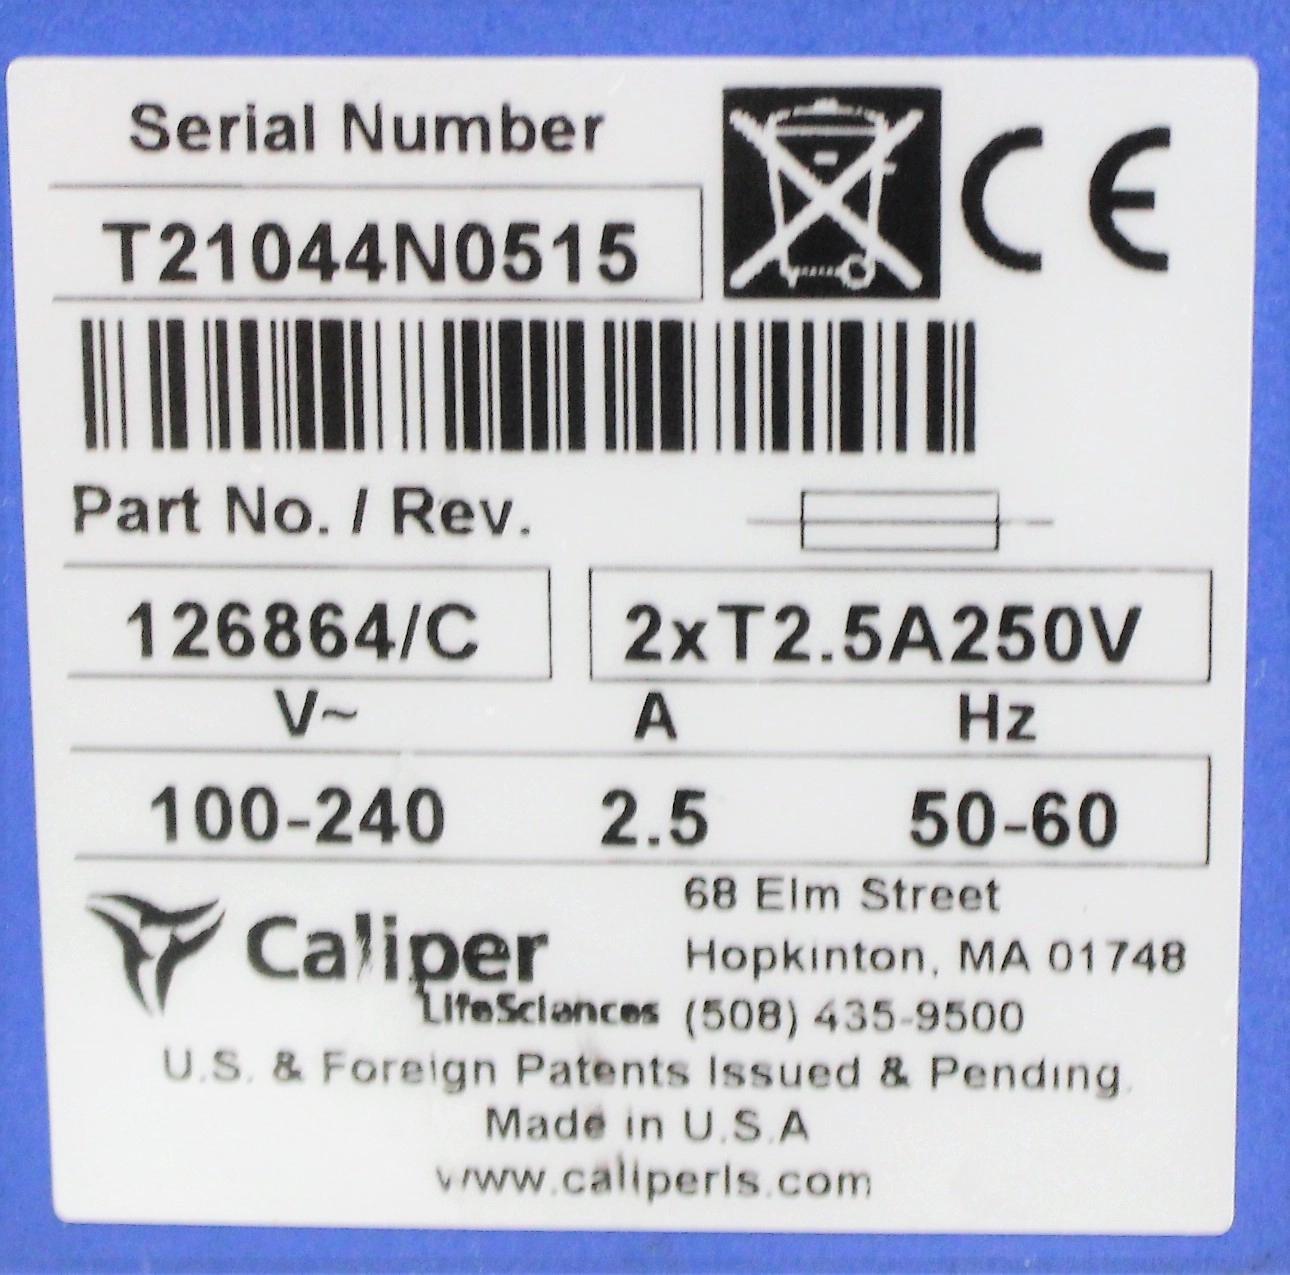 Serial Number
CE
T21044N0515
Part No. / Rev.
126864/C
2xT2.5A250V
V~ A Hz
100-240 2.5 50-60
Caliper
LifeSciences
68 Elm Street
Hopkinton, MA 01748
(508) 435-9500
U.S. & Foreign Patents Issued & Pending.
Made in U.S.A
www.caliperls.com